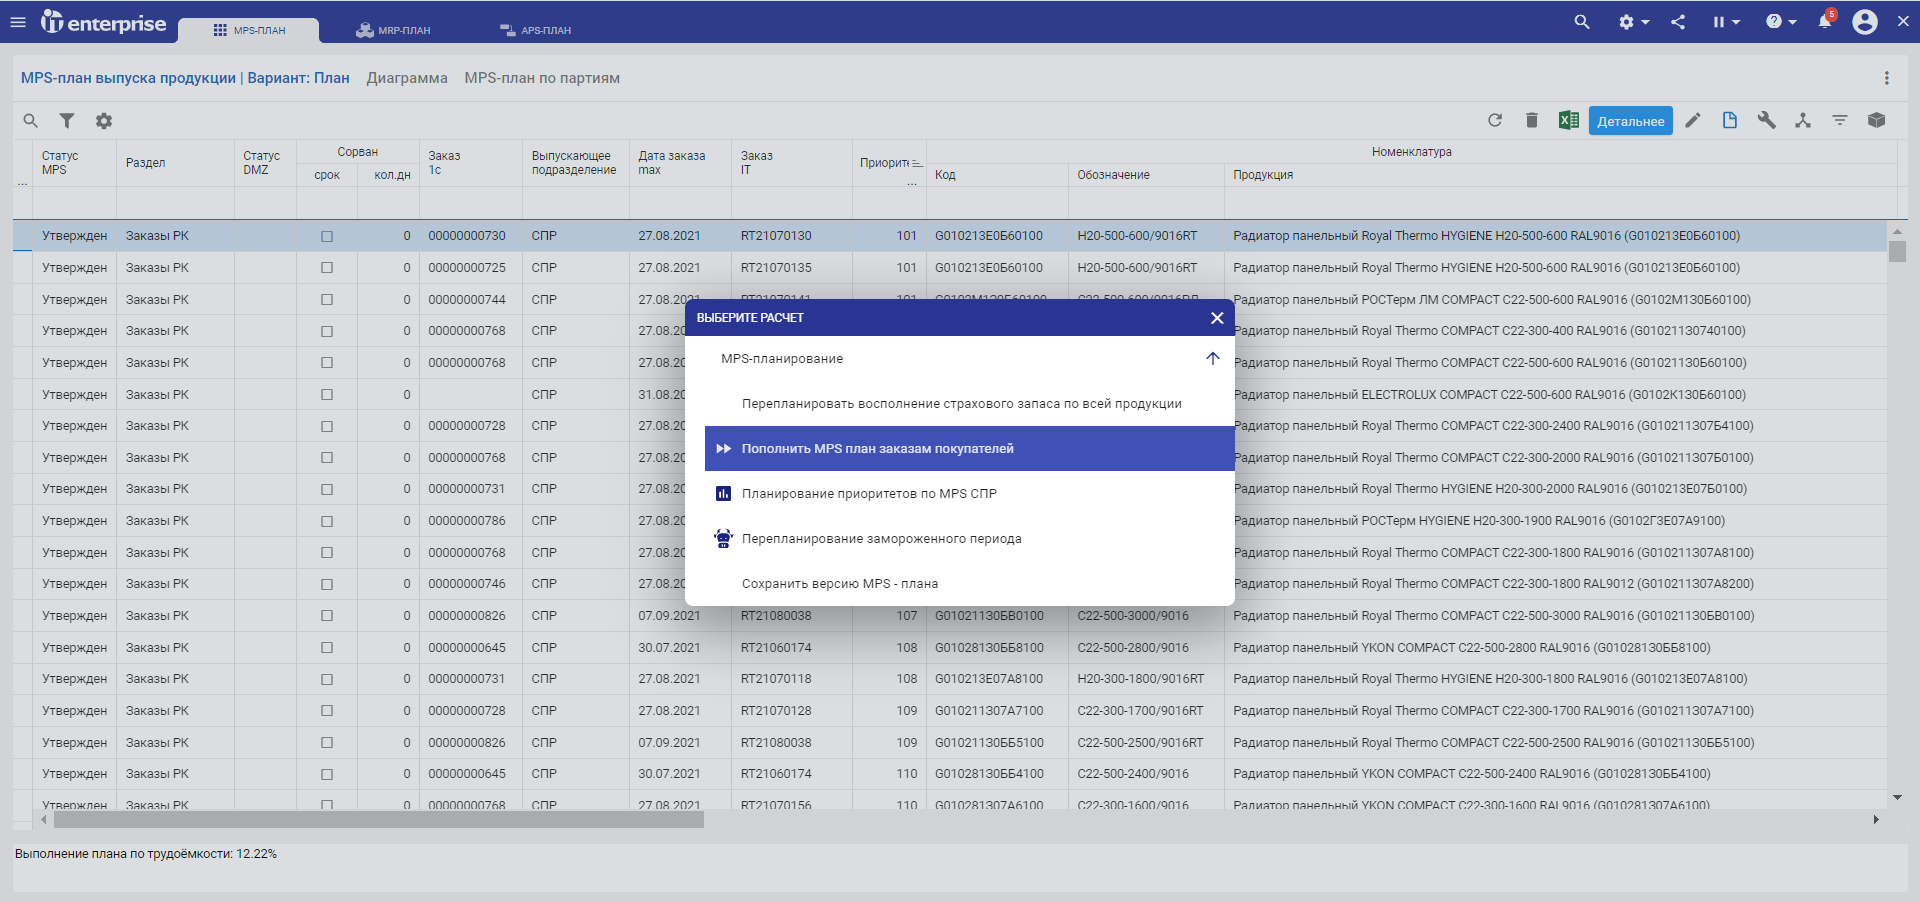 enterprise
MPS-ПЛАН
MRP-ПЛАН
APS-ПЛАН
5
MPS-план выпуска продукции | Вариант: План Диаграмма MPS-план по партиям
Детальнее
Статус MPS Раздел Статус DMZ Сорван срок кол.дн Заказ 1с Выпускающее подразделение Дата заказа max Заказ IT Приорите... Номенклатура Код Обозначение Продукция
Утвержден Заказы РК 0 00000000730 СПР 27.08.2021 RT21070130 101 G010213E0Б60100 H20-500-600/9016RT Радиатор панельный Royal Thermo HYGIENE H20-500-600 RAL9016 (G010213E0Б60100)
Утвержден Заказы РК 0 00000000725 СПР 27.08.2021 RT21070135 101 G010213E0Б60100 H20-500-600/9016RT Радиатор панельный Royal Thermo HYGIENE H20-500-600 RAL9016 (G010213E0Б60100)
Утвержден Заказы РК 0 00000000744 СПР 27.08.2021 RT21070141 101 G0102M130Б60100 Радиатор панельный РОСТерм ЛМ COMPACT C22-500-600 RAL9016 (G0102M130Б60100)
Утвержден Заказы РК 0 00000000768 СПР 27.08.20 Радиатор панельный Royal Thermo COMPACT C22-300-400 RAL9016 (G01021130740100)
Утвержден Заказы РК 0 00000000768 СПР 27.08.20 Радиатор панельный Royal Thermo COMPACT C22-500-600 RAL9016 (G01021130Б60100)
Утвержден Заказы РК 0 СПР 31.08.20 Радиатор панельный ELECTROLUX COMPACT C22-500-600 RAL9016 (G0102K130Б60100)
Утвержден Заказы РК 0 00000000728 СПР 27.08.20 Радиатор панельный Royal Thermo COMPACT C22-300-2400 RAL9016 (G010211307Б4100)
Утвержден Заказы РК 0 00000000768 СПР 27.08.20 Радиатор панельный Royal Thermo COMPACT C22-300-2000 RAL9016 (G010211307Б0100)
Утвержден Заказы РК 0 00000000731 СПР 27.08.20 Радиатор панельный Royal Thermo HYGIENE H20-300-2000 RAL9016 (G010213E07Б0100)
Утвержден Заказы РК 0 00000000786 СПР 27.08.20 Радиатор панельный РОСТерм HYGIENE H20-300-1900 RAL9016 (G0102Г3E07A9100)
Утвержден Заказы РК 0 00000000768 СПР 27.08.20 Радиатор панельный Royal Thermo COMPACT C22-300-1800 RAL9016 (G010211307A8100)
Утвержден Заказы РК 0 00000000746 СПР 27.08.20 Радиатор панельный Royal Thermo COMPACT C22-300-1800 RAL9012 (G010211307A8200)
Утвержден Заказы РК 0 00000000826 СПР 07.09.2021 RT21080038 107 G01021130БВ0100 C22-500-3000/9016 Радиатор панельный Royal Thermo COMPACT C22-500-3000 RAL9016 (G01021130БВ0100)
Утвержден Заказы РК 0 00000000645 СПР 30.07.2021 RT21060174 108 G01028130ББ8100 C22-500-2800/9016 Радиатор панельный YKON COMPACT C22-500-2800 RAL9016 (G01028130ББ8100)
Утвержден Заказы РК 0 00000000731 СПР 27.08.2021 RT21070118 108 G010213E07A8100 H20-300-1800/9016RT Радиатор панельный Royal Thermo HYGIENE H20-300-1800 RAL9016 (G010213E07A8100)
Утвержден Заказы РК 0 00000000728 СПР 27.08.2021 RT21070128 109 G010211307A7100 C22-300-1700/9016RT Радиатор панельный Royal Thermo COMPACT C22-300-1700 RAL9016 (G010211307A7100)
Утвержден Заказы РК 0 00000000826 СПР 07.09.2021 RT21080038 109 G01021130ББ5100 C22-500-2500/9016RT Радиатор панельный Royal Thermo COMPACT C22-500-2500 RAL9016 (G01021130ББ5100)
Утвержден Заказы РК 0 00000000645 СПР 30.07.2021 RT21060174 110 G01028130ББ4100 C22-500-2400/9016 Радиатор панельный YKON COMPACT C22-500-2400 RAL9016 (G01028130ББ4100)
Утвержден Заказы РК 0 00000000768 СПР 27.08.2021 RT21070156 110 G010281307A6100 C22-300-1600/9016 Радиатор панельный YKON COMPACT C22-300-1600 RAL9016 (G010281307A6100)
ВЫБЕРИТЕ РАСЧЕТ
MPS-планирование
Перепланировать восполнение страхового запаса по всей продукции
Пополнить MPS план заказам покупателей
Планирование приоритетов по MPS СПР
Перепланирование замороженного периода
Сохранить версию MPS - плана
Выполнение плана по трудоёмкости: 12.22%